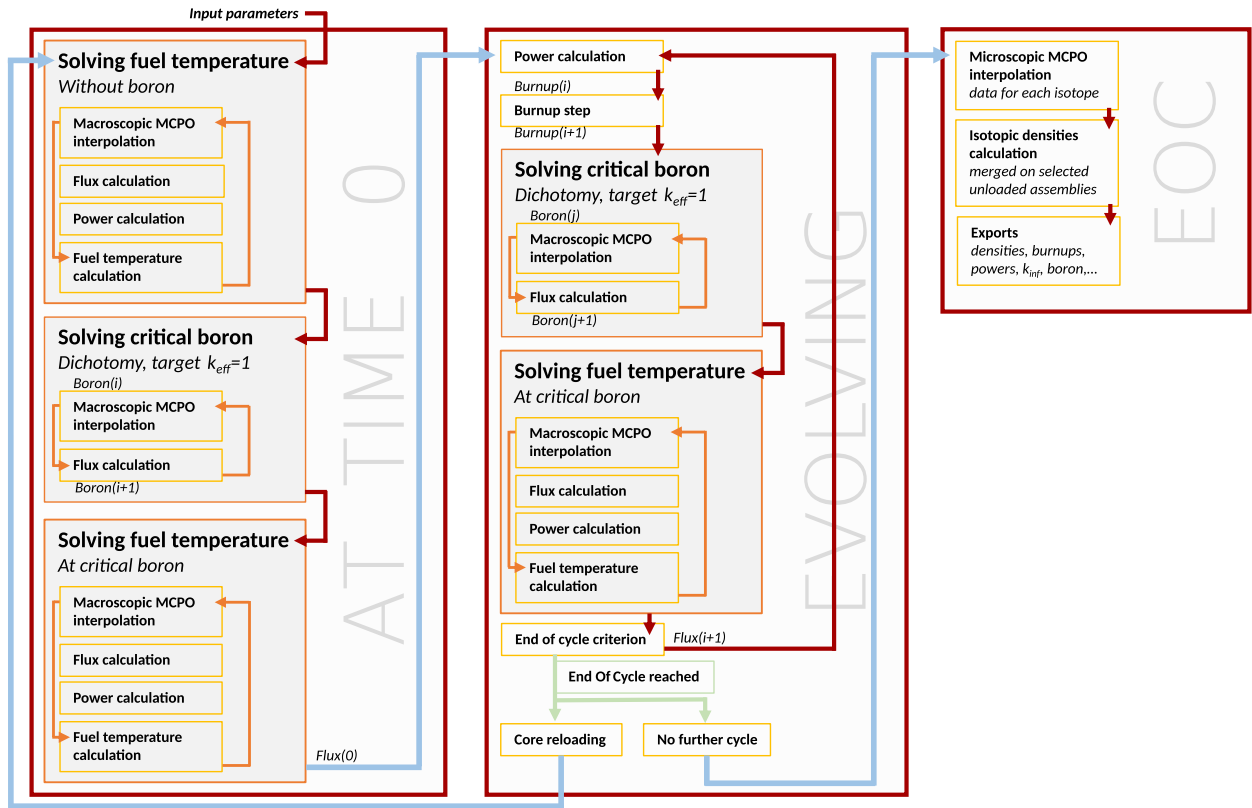 Input parameters
Solving fuel temperature
Without boron
Macroscopic MCPO
interpolation
Flux calculation
Power calculation
Fuel temperature
calculation
Solving critical boron
Dichotomy, target keff=1
Boron(i)
Macroscopic MCPO
interpolation
Flux calculation
Boron(i+1)
Solving fuel temperature
At critical boron
Macroscopic MCPO
interpolation
Flux calculation
Power calculation
Fuel temperature
calculation
Flux(0)
AT TIME 0
Power calculation
Burnup(i)
Burnup step
Burnup(i+1)
Solving critical boron
Dichotomy, target keff=1
Boron(j)
Macroscopic MCPO
interpolation
Flux calculation
Boron(j+1)
Solving fuel temperature
At critical boron
Macroscopic MCPO
interpolation
Flux calculation
Power calculation
Fuel temperature
calculation
End of cycle criterion
Flux(i+1)
End Of Cycle reached
Core reloading
No further cycle
EVOLVING
Microscopic MCPO
interpolation
data for each isotope
Isotopic densities
calculation
merged on selected
unloaded assemblies
Exports
densities, burnups,
powers, kinf, boron,...
EOC